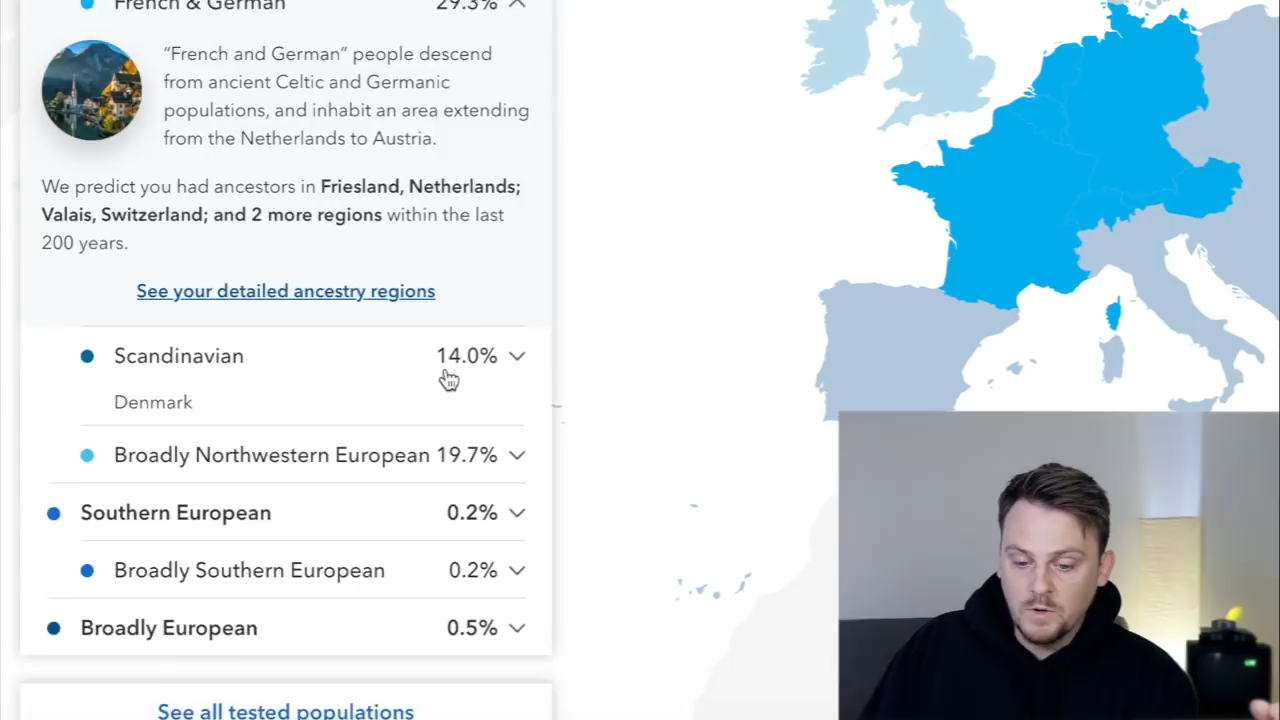 French & German 29.3%
“French and German” people descend
from ancient Celtic and Germanic
populations, and inhabit an area extending
from the Netherlands to Austria.
We predict you had ancestors in Friesland, Netherlands;
Valais, Switzerland; and 2 more regions within the last
200 years.
See your detailed ancestry regions
Scandinavian 14.0%
Denmark
Broadly Northwestern European 19.7%
Southern European 0.2%
Broadly Southern European 0.2%
Broadly European 0.5%
See all tested populations